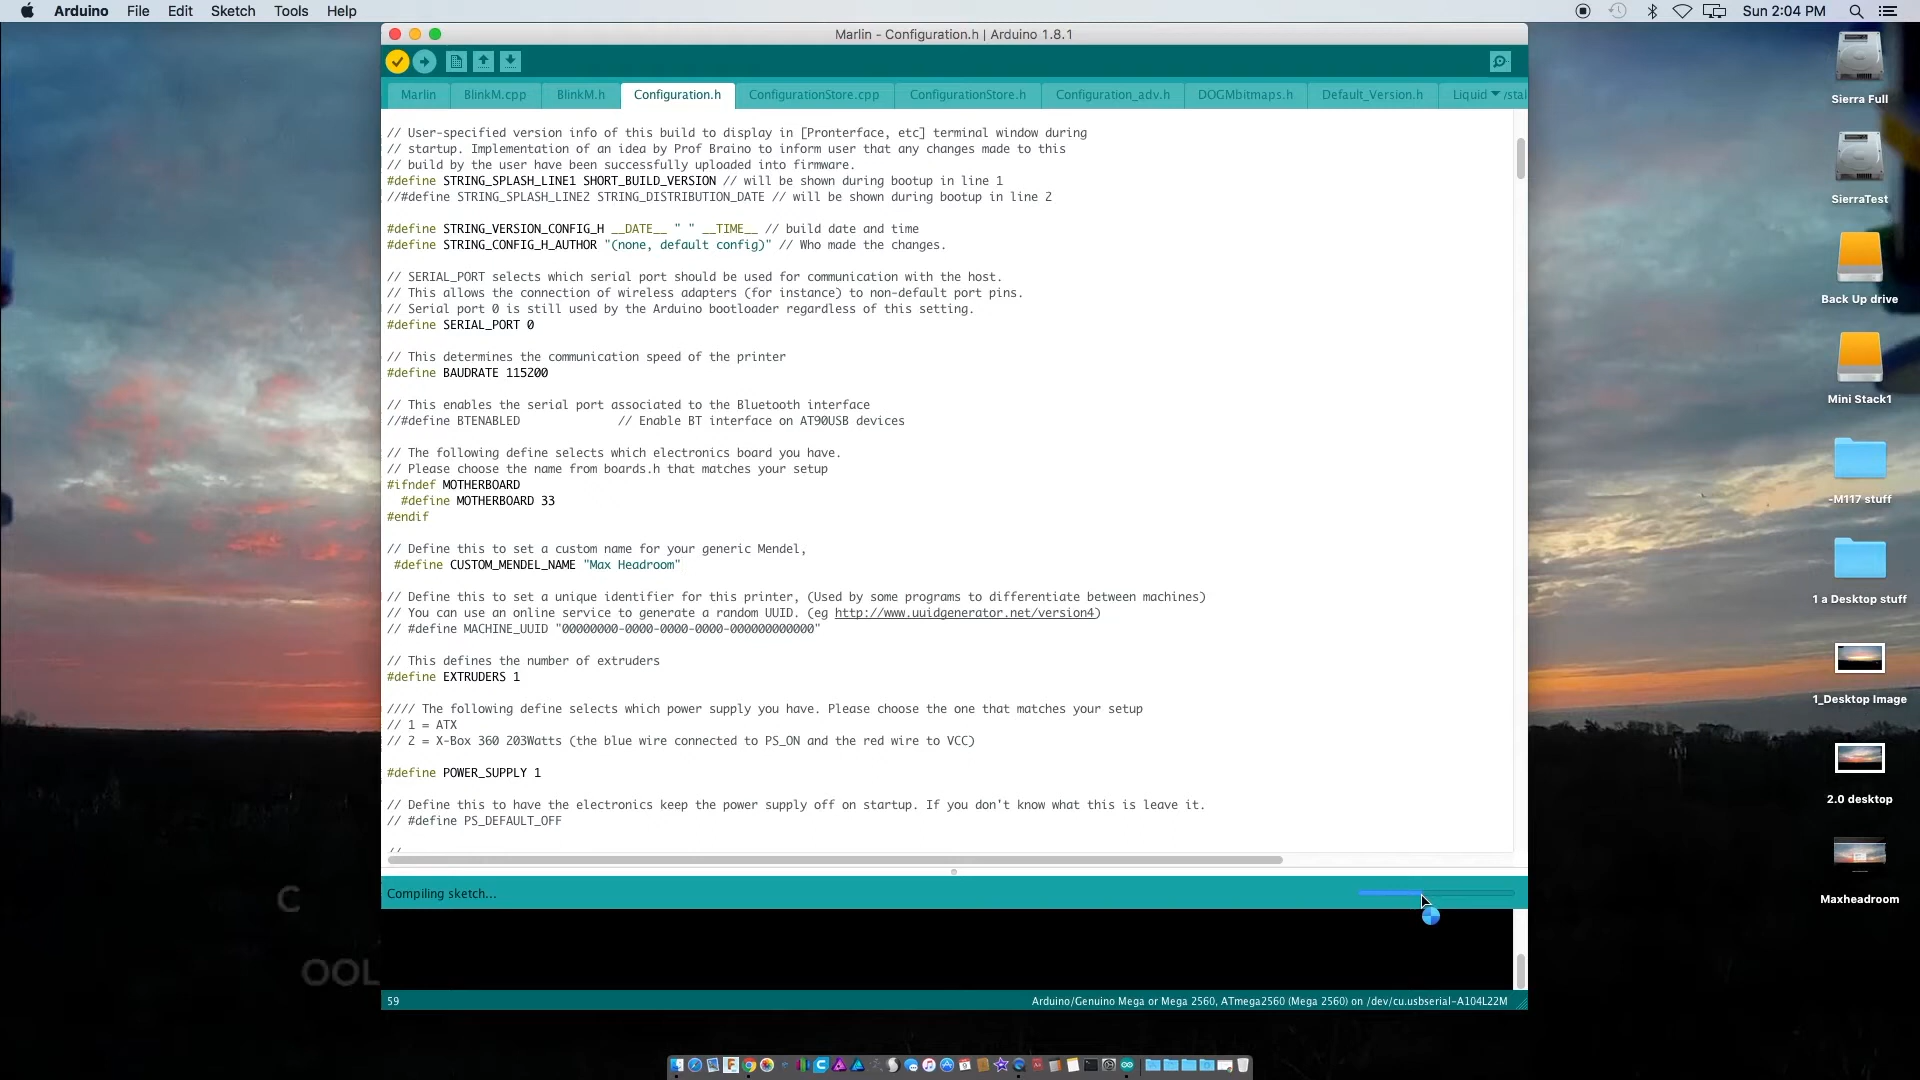 Arduino File Edit Sketch Tools Help
Sun 2:04 PM
Marlin - Configuration.h | Arduino 1.8.1
Marlin BlinkM.cpp BlinkM.h Configuration.h ConfigurationStore.cpp ConfigurationStore.h Configuration_adv.h DOGMbitmaps.h Default_Version.h Liquid
// User-specified version info of this build to display in [Pronterface, etc] terminal window during
// startup. Implementation of an idea by Prof Braino to inform user that any changes made to this
// build by the user have been successfully uploaded into firmware.
#define STRING_SPLASH_LINE1 SHORT_BUILD_VERSION // will be shown during bootup in line 1
//#define STRING_SPLASH_LINE2 STRING_DISTRIBUTION_DATE // will be shown during bootup in line 2
#define STRING_VERSION_CONFIG_H __DATE__ " " __TIME__ // build date and time
#define STRING_CONFIG_H_AUTHOR "(none, default config)" // Who made the changes.
// SERIAL_PORT selects which serial port should be used for communication with the host.
// This allows the connection of wireless adapters (for instance) to non-default port pins.
// Serial port 0 is still used by the Arduino bootloader regardless of this setting.
#define SERIAL_PORT 0
// This determines the communication speed of the printer
#define BAUDRATE 115200
// This enables the serial port associated to the Bluetooth interface
//#define BTENABLED // Enable BT interface on AT90USB devices
// The following define selects which electronics board you have.
// Please choose the name from boards.h that matches your setup
#ifndef MOTHERBOARD
#define MOTHERBOARD 33
#endif
// Define this to set a custom name for your generic Mendel,
#define CUSTOM_MENDEL_NAME "Max Headroom"
// Define this to set a unique identifier for this printer, (Used by some programs to differentiate between machines)
// You can use an online service to generate a random UUID. (eg http://www.uuidgenerator.net/version4)
// #define MACHINE_UUID "00000000-0000-0000-0000-000000000000"
// This defines the number of extruders
#define EXTRUDERS 1
//// The following define selects which power supply you have. Please choose the one that matches your setup
// 1 = ATX
// 2 = X-Box 360 203Watts (the blue wire connected to PS_ON and the red wire to VCC)
#define POWER_SUPPLY 1
// Define this to have the electronics keep the power supply off on startup. If you don't know what this is leave it.
// #define PS_DEFAULT_OFF
//
Compiling sketch...
59
Arduino/Genuino Mega or Mega 2560, ATmega2560 (Mega 2560) on /dev/cu.usbserial-A104L22M
C
OOL
Sierra Full
SierraTest
Back Up drive
Mini Stack1
-M117 stuff
1 a Desktop stuff
1_Desktop Image
2.0 desktop
Maxheadroom